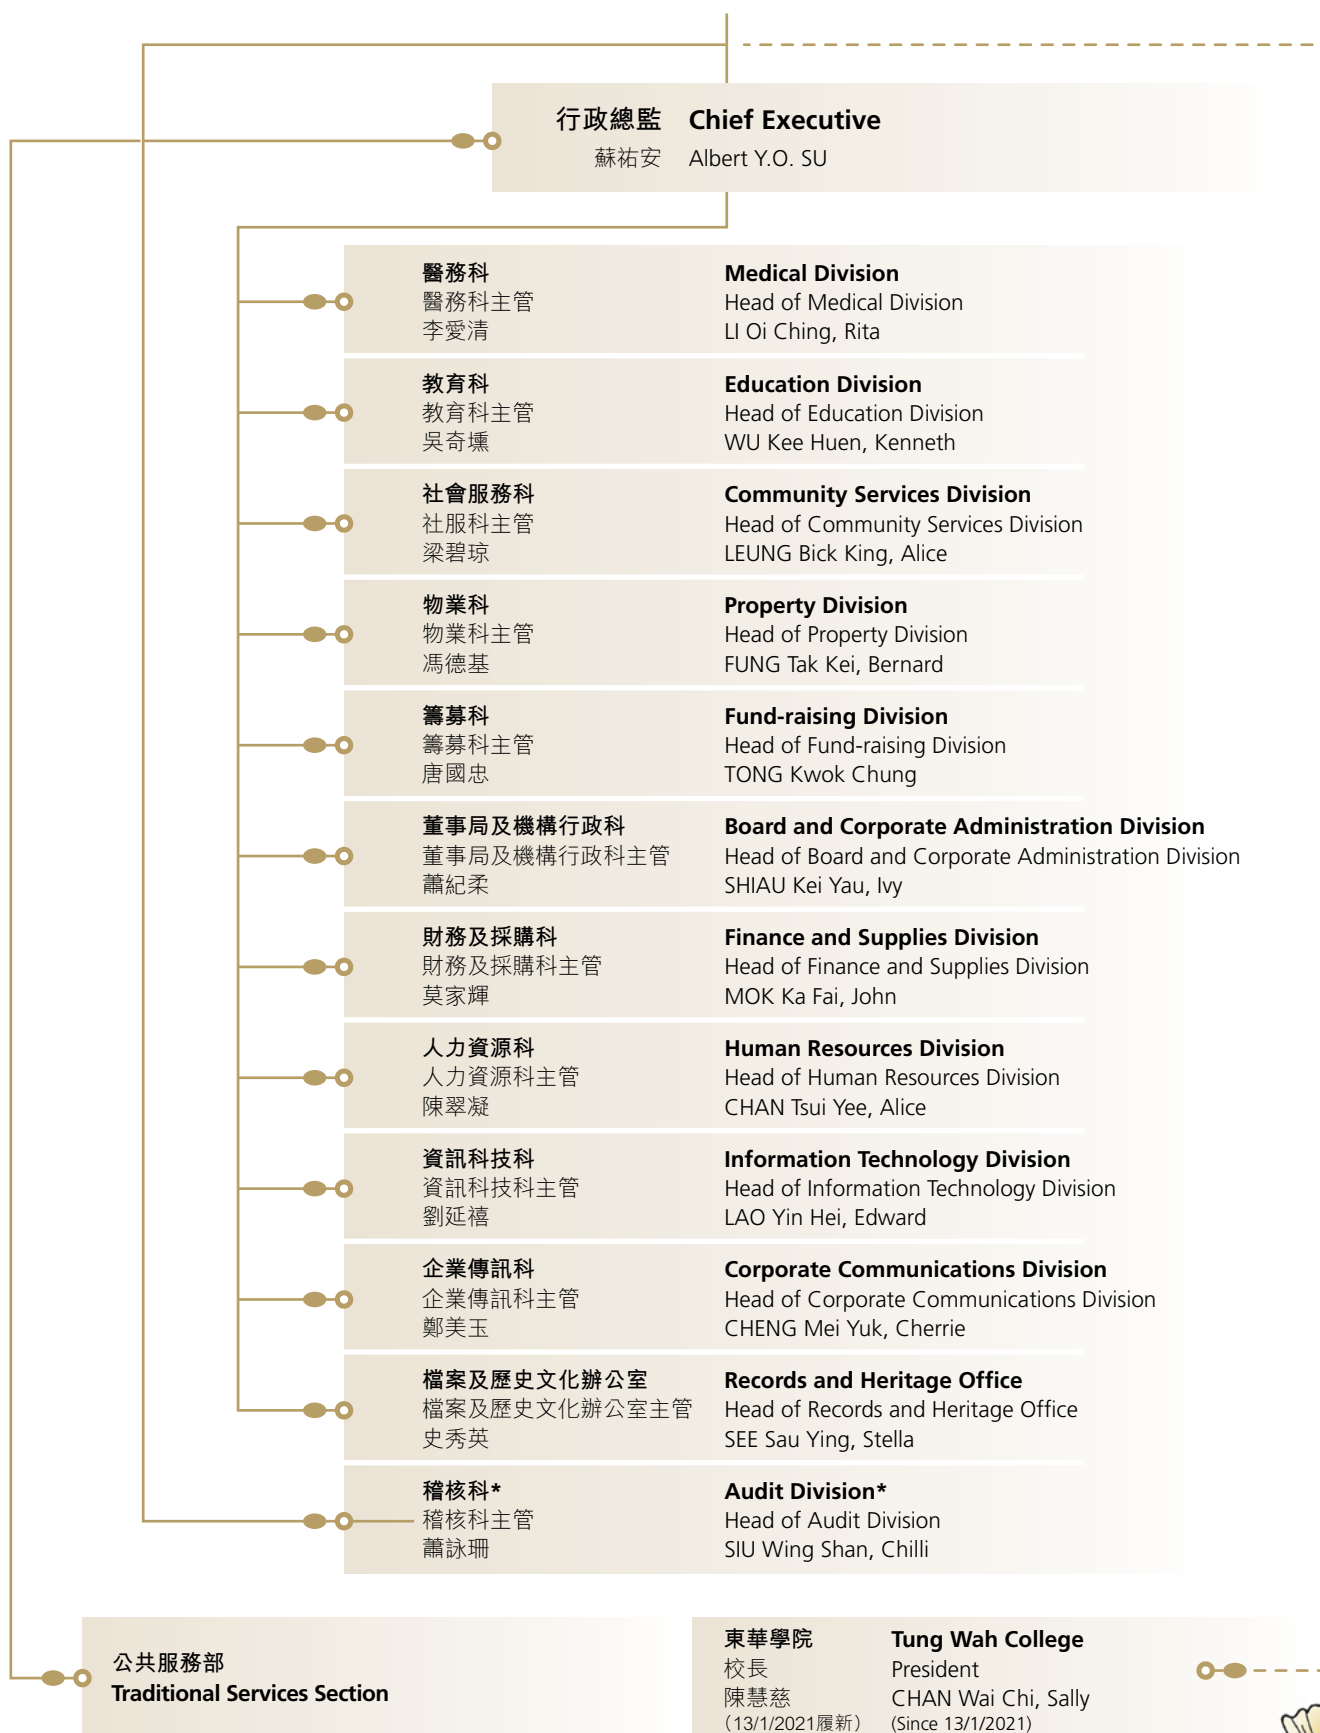 行政總監 Chief Executive
蘇祐安 Albert Y.O. SU
醫務科 Medical Division
醫務科主管 Head of Medical Division
李愛清 LI Oi Ching, Rita
教育科 Education Division
教育科主管 Head of Education Division
吳奇壎 WU Kee Huen, Kenneth
社會服務科 Community Services Division
社服科主管 Head of Community Services Division
梁碧琼 LEUNG Bick King, Alice
物業科 Property Division
物業科主管 Head of Property Division
馮德基 FUNG Tak Kei, Bernard
籌募科 Fund-raising Division
籌募科主管 Head of Fund-raising Division
唐國忠 TONG Kwok Chung
董事局及機構行政科 Board and Corporate Administration Division
董事局及機構行政科主管 Head of Board and Corporate Administration Division
蕭紀柔 SHIAU Kei Yau, Ivy
財務及採購科 Finance and Supplies Division
財務及採購科主管 Head of Finance and Supplies Division
莫家輝 MOK Ka Fai, John
人力資源科 Human Resources Division
人力資源科主管 Head of Human Resources Division
陳翠凝 CHAN Tsui Yee, Alice
資訊科技科 Information Technology Division
資訊科技科主管 Head of Information Technology Division
劉延禧 LAO Yin Hei, Edward
企業傳訊科 Corporate Communications Division
企業傳訊科主管 Head of Corporate Communications Division
鄭美玉 CHENG Mei Yuk, Cherrie
檔案及歷史文化辦公室 Records and Heritage Office
檔案及歷史文化辦公室主管 Head of Records and Heritage Office
史秀英 SEE Sau Ying, Stella
稽核科* Audit Division*
稽核科主管 Head of Audit Division
蕭詠珊 SIU Wing Shan, Chilli
公共服務部
Traditional Services Section
東華學院 Tung Wah College
校長 President
陳慧慈 CHAN Wai Chi, Sally
(13/1/2021履新) (Since 13/1/2021)